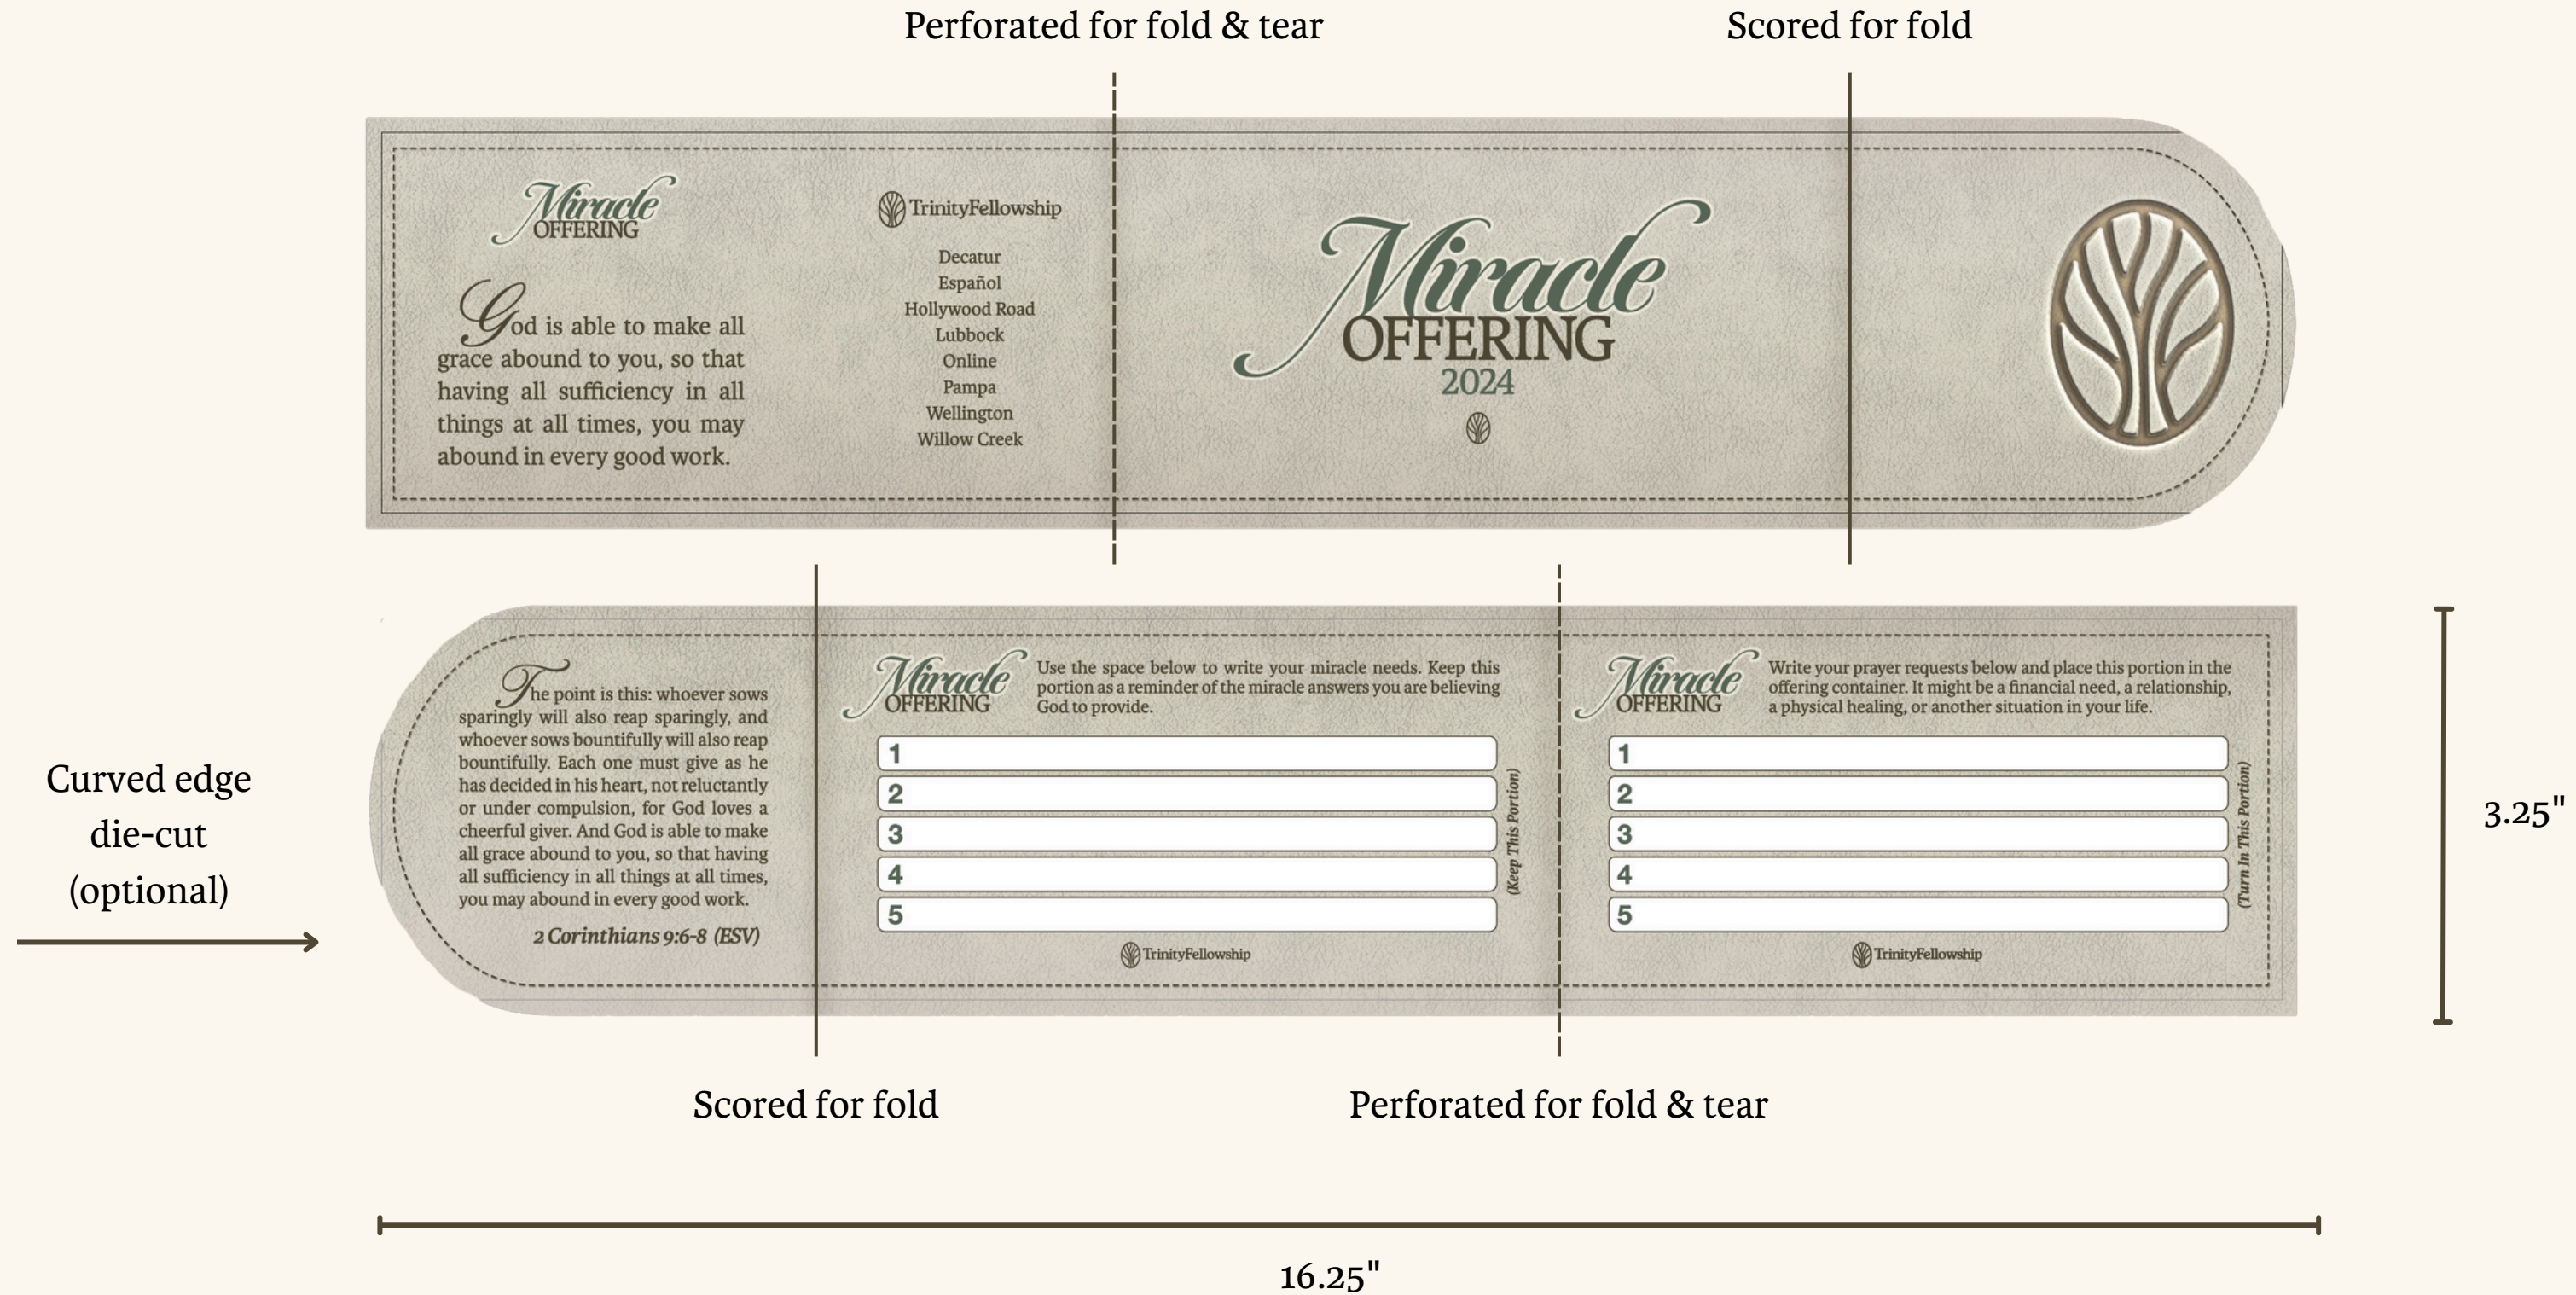 Perforated for fold & tear
Scored for fold
Miracle
OFFERING
God is able to make all
grace abound to you, so that
having all sufficiency in all
things at all times, you may
abound in every good work.
TrinityFellowship
Decatur
Español
Hollywood Road
Lubbock
Online
Pampa
Wellington
Willow Creek
Miracle
OFFERING
2024
Curved edge
die-cut
(optional)
The point is this: whoever sows
sparingly will also reap sparingly, and
whoever sows bountifully will also reap
bountifully. Each one must give as he
has decided in his heart, not reluctantly
or under compulsion, for God loves a
cheerful giver. And God is able to make
all grace abound to you, so that having
all sufficiency in all things at all times,
you may abound in every good work.
2 Corinthians 9:6-8 (ESV)
Miracle
OFFERING
Use the space below to write your miracle needs. Keep this
portion as a reminder of the miracle answers you are believing
God to provide.
1
2
3
4
5
(Keep This Portion)
TrinityFellowship
Miracle
OFFERING
Write your prayer requests below and place this portion in the
offering container. It might be a financial need, a relationship,
a physical healing, or another situation in your life.
1
2
3
4
5
(Turn In This Portion)
TrinityFellowship
3.25"
Scored for fold
Perforated for fold & tear
16.25"